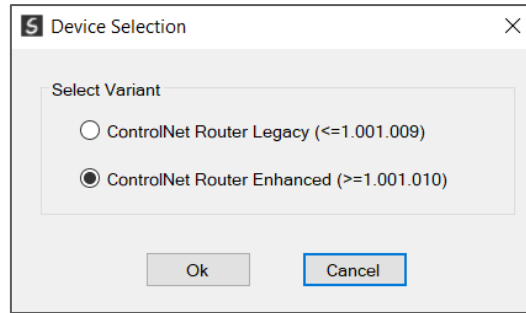 S Device Selection
Select Variant
ControlNet Router Legacy (<=1.001.009)
ControlNet Router Enhanced (>=1.001.010)
Ok Cancel